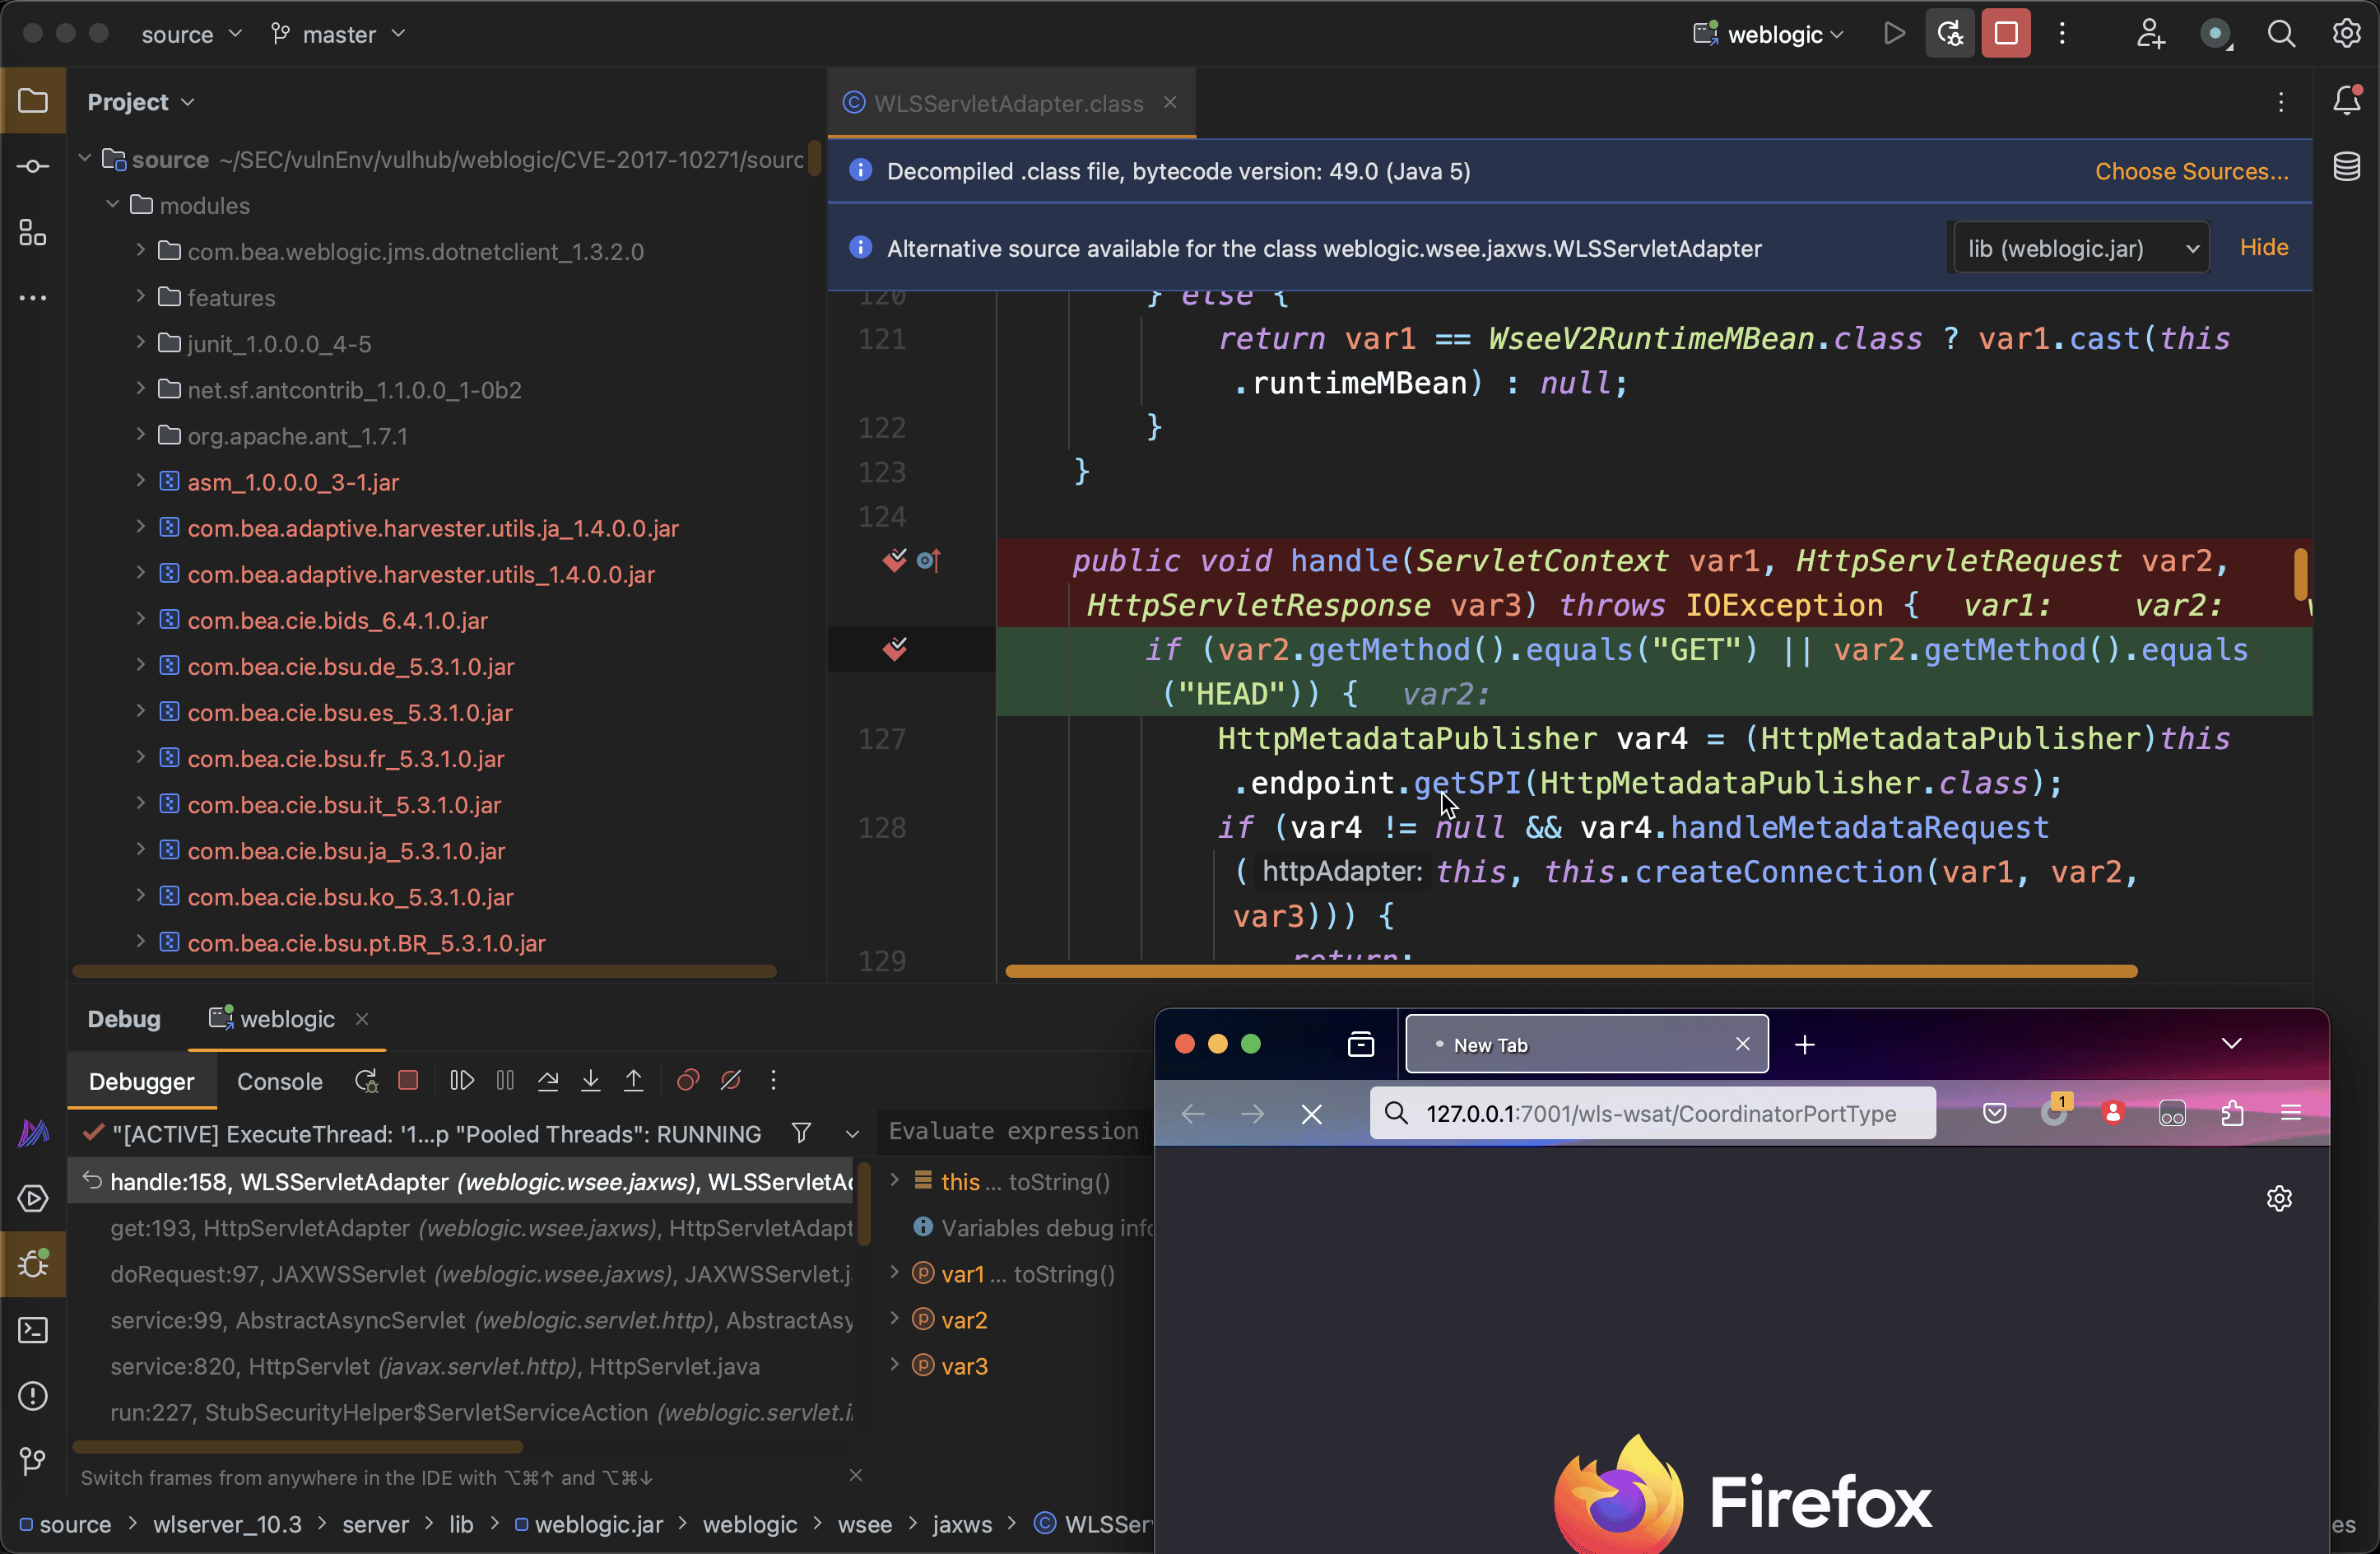 source
master
weblogic
Project
WLSServletAdapter.class
source ~/SEC/vulnEnv/vulhub/weblogic/CVE-2017-10271/sourc
modules
com.bea.weblogic.jms.dotnetclient_1.3.2.0
features
junit_1.0.0.0_4-5
net.sf.antcontrib_1.1.0.0_1-0b2
org.apache.ant_1.7.1
asm_1.0.0.0_3-1.jar
com.bea.adaptive.harvester.utils.ja_1.4.0.0.jar
com.bea.adaptive.harvester.utils_1.4.0.0.jar
com.bea.cie.bids_6.4.1.0.jar
com.bea.cie.bsu.de_5.3.1.0.jar
com.bea.cie.bsu.es_5.3.1.0.jar
com.bea.cie.bsu.fr_5.3.1.0.jar
com.bea.cie.bsu.it_5.3.1.0.jar
com.bea.cie.bsu.ja_5.3.1.0.jar
com.bea.cie.bsu.ko_5.3.1.0.jar
com.bea.cie.bsu.pt.BR_5.3.1.0.jar
Decompiled .class file, bytecode version: 49.0 (Java 5)
Choose Sources...
Alternative source available for the class weblogic.wsee.jaxws.WLSServletAdapter
lib (weblogic.jar)
Hide
120 } else {
121 return var1 == WseeV2RuntimeMBean.class ? var1.cast(this
.runtimeMBean) : null;
122 }
123 }
124
public void handle(ServletContext var1, HttpServletRequest var2,
HttpServletResponse var3) throws IOException { var1: var2:
if (var2.getMethod().equals("GET") || var2.getMethod().equals
("HEAD")) { var2:
127 HttpMetadataPublisher var4 = (HttpMetadataPublisher)this
.endpoint.getSPI(HttpMetadataPublisher.class);
128 if (var4 != null && var4.handleMetadataRequest
( httpAdapter: this, this.createConnection(var1, var2,
var3))) {
129 return;
Debug
weblogic
Debugger
Console
"[ACTIVE] ExecuteThread: '1...p "Pooled Threads": RUNNING
handle:158, WLSServletAdapter (weblogic.wsee.jaxws), WLSServletAd
get:193, HttpServletAdapter (weblogic.wsee.jaxws), HttpServletAdapt
doRequest:97, JAXWSServlet (weblogic.wsee.jaxws), JAXWSServlet.j
service:99, AbstractAsyncServlet (weblogic.servlet.http), AbstractAsy
service:820, HttpServlet (javax.servlet.http), HttpServlet.java
run:227, StubSecurityHelper$ServletServiceAction (weblogic.servlet.i
Switch frames from anywhere in the IDE with ⌥⌘↑ and ⌥⌘↓
Evaluate expression
this ... toString()
Variables debug info
var1 ... toString()
var2
var3
New Tab
127.0.0.1:7001/wls-wsat/CoordinatorPortType
1
Firefox
source > wlserver_10.3 > server > lib > weblogic.jar > weblogic > wsee > jaxws > WLSSer
es